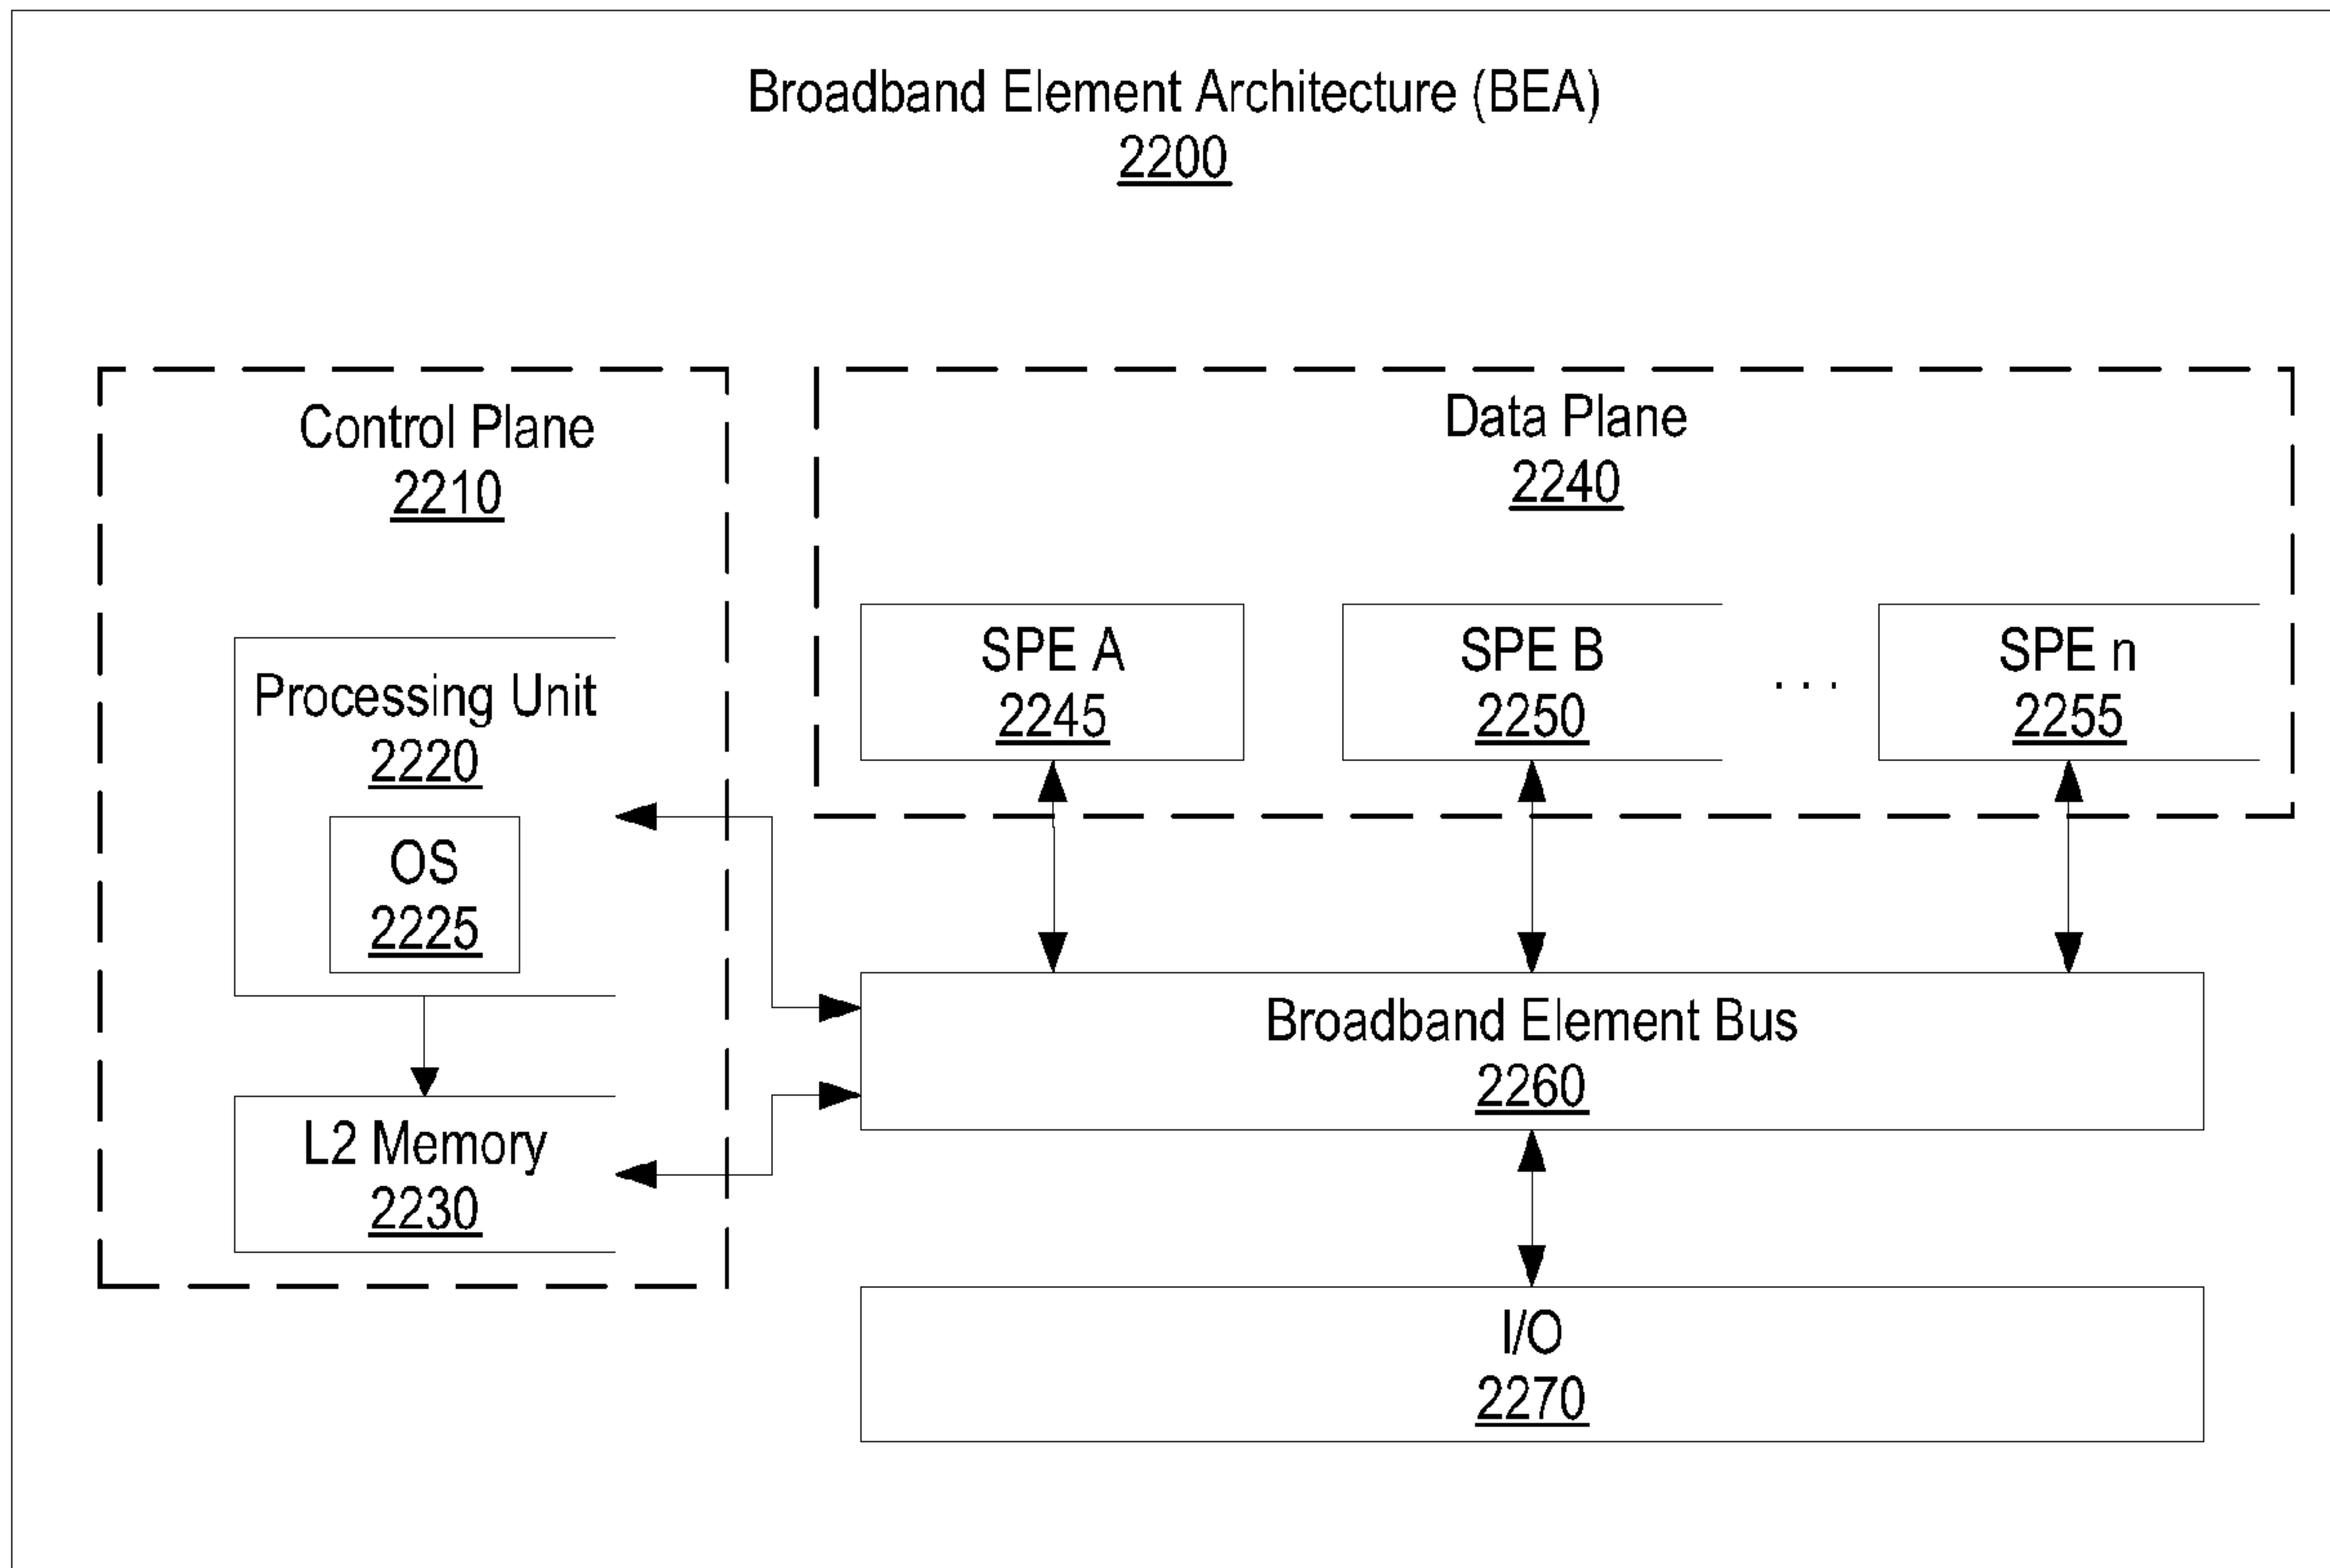 Broadband Element Architecture (BEA)
2200
Control Plane
2210
Processing Unit
2220
OS
2225
L2 Memory
2230
Data Plane
2240
SPE A
2245
SPE B
2250
. . .
SPE n
2255
Broadband Element Bus
2260
I/O
2270